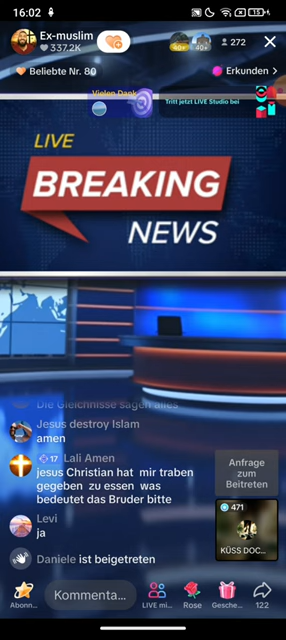 16:02
15
Ex-muslim
337.2K
40+
40+
272
Beliebte Nr. 80
Erkunden
Vielen Dank
Tritt jetzt LIVE Studio bei
LIVE
BREAKING
NEWS
Die Gleichnisse sagen alles
Jesus destroy Islam
amen
17 Lali Amen
jesus Christian hat mir traben
gegeben zu essen was
bedeutet das Bruder bitte
Anfrage
zum
Beitreten
471
KÜSS DOC...
Levi
ja
Daniele ist beigetreten
Abonn...
Kommenta...
LIVE mi...
Rose
Gesche...
122